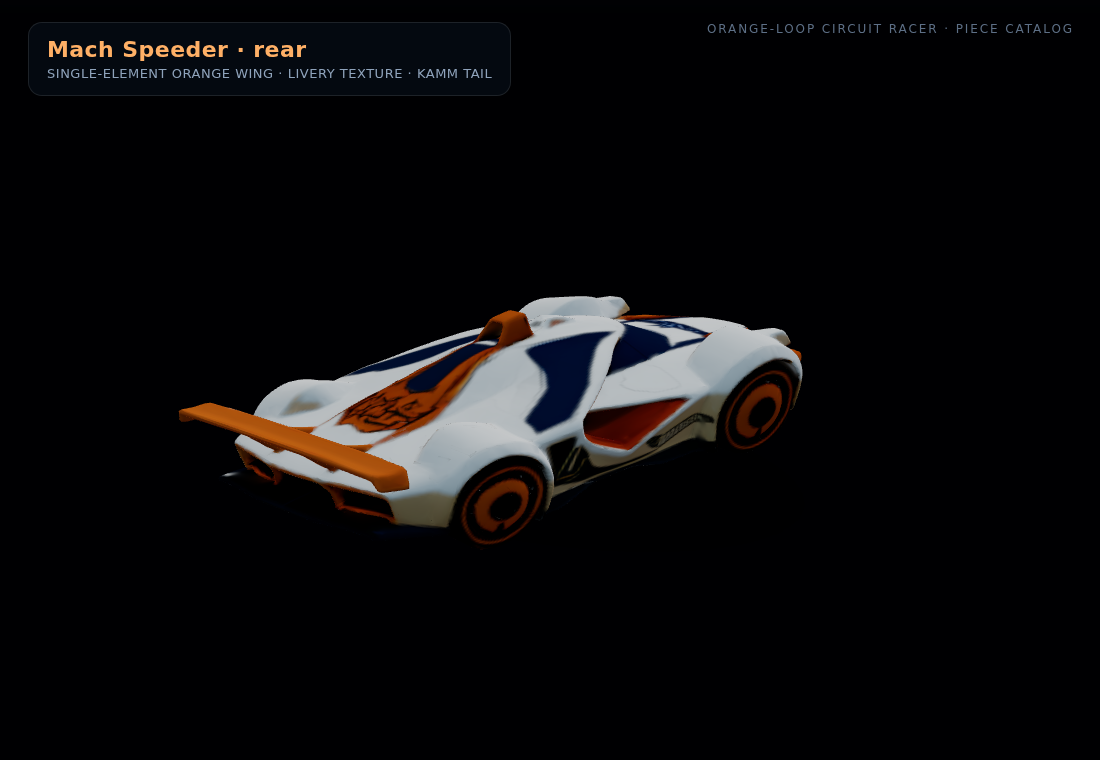 Mach Speeder · rear
SINGLE-ELEMENT ORANGE WING · LIVERY TEXTURE · KAMM TAIL
ORANGE-LOOP CIRCUIT RACER · PIECE CATALOG